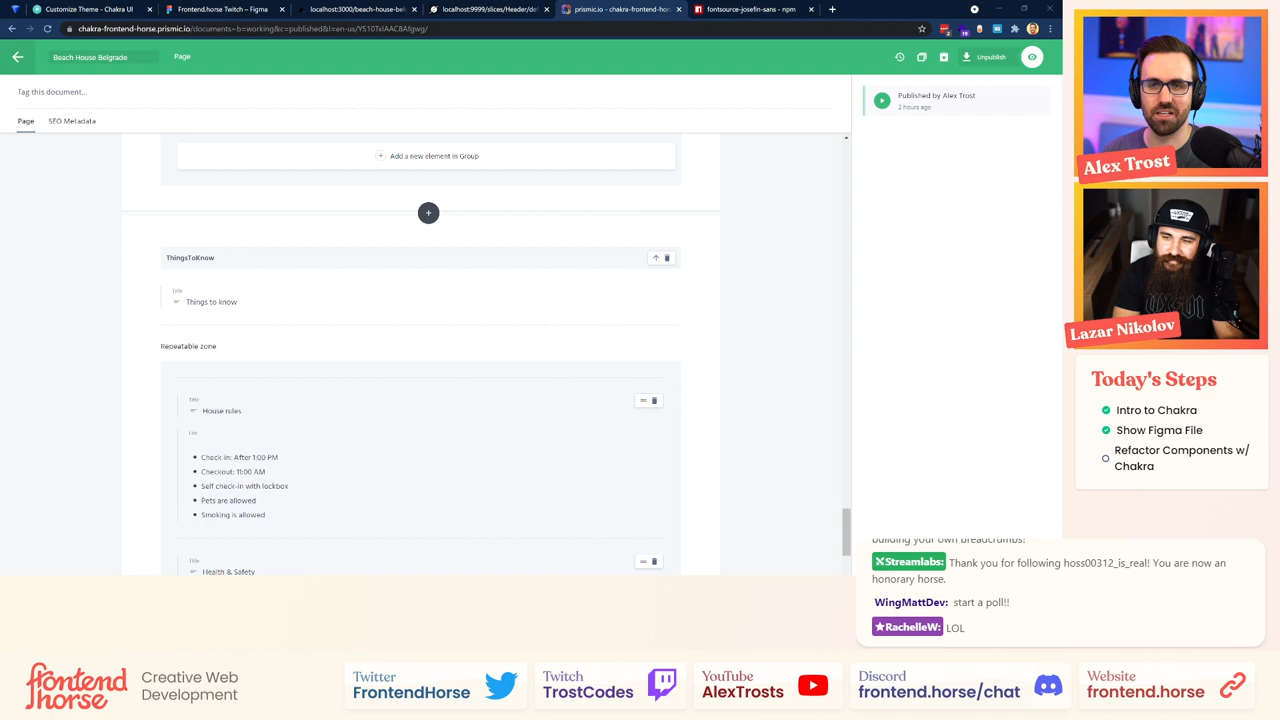 Customize Theme - Chakra UI
Frontend.horse Twitch – Figma
localhost:3000/beach-house-bel
localhost:9999/slices/Header/def
prismic.io - chakra-frontend-hor
fontsource-josefin-sans - npm
chakra-frontend-horse.prismic.io/documents~b=working&c=published&l=en-us/YS10TxIAAC8Afgwg/
Beach House Belgrade
Page
Unpublish
Tag this document...
Published by Alex Trost
2 hours ago
Page
SEO Metadata
Add a new element in Group
ThingsToKnow
Title
Things to know
Repeatable zone
Title
House rules
List
Check-in: After 1:00 PM
Checkout: 11:00 AM
Self check-in with lockbox
Pets are allowed
Smoking is allowed
Title
Health & Safety
Alex Trost
Lazar Nikolov
Today's Steps
Intro to Chakra
Show Figma File
Refactor Components w/
Chakra
building your own breadcrumbs!
Streamlabs: Thank you for following hoss00312_is_real! You are now an
honorary horse.
WingMattDev: start a poll!!
RachelleW: LOL
frontend
horse
Creative Web
Development
Twitter
FrontendHorse
Twitch
TrostCodes
YouTube
AlexTrosts
Discord
frontend.horse/chat
Website
frontend.horse